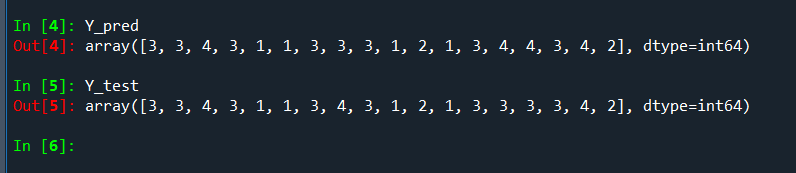 In [4]: Y_pred
Out[4]: array([3, 3, 4, 3, 1, 1, 3, 3, 3, 1, 2, 1, 3, 4, 4, 3, 4, 2], dtype=int64)
In [5]: Y_test
Out[5]: array([3, 3, 4, 3, 1, 1, 3, 4, 3, 1, 2, 1, 3, 3, 3, 3, 4, 2], dtype=int64)
In [6]: